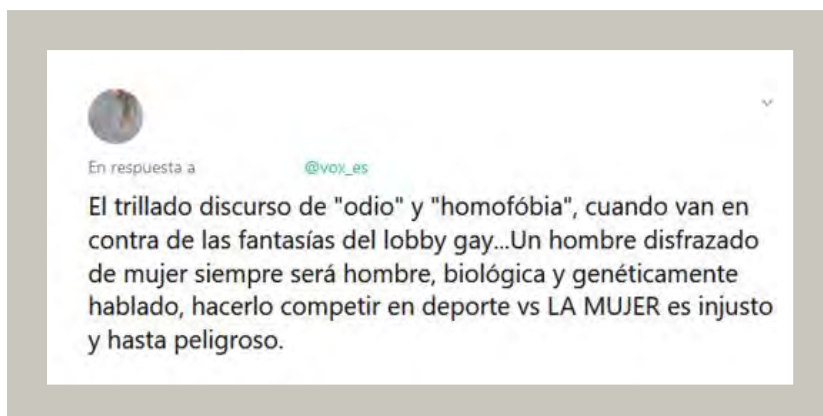 En respuesta a @vox_es
El trillado discurso de "odio" y "homofóbia", cuando van en
contra de las fantasías del lobby gay...Un hombre disfrazado
de mujer siempre será hombre, biológica y genéticamente
hablado, hacerlo competir en deporte vs LA MUJER es injusto
y hasta peligroso.